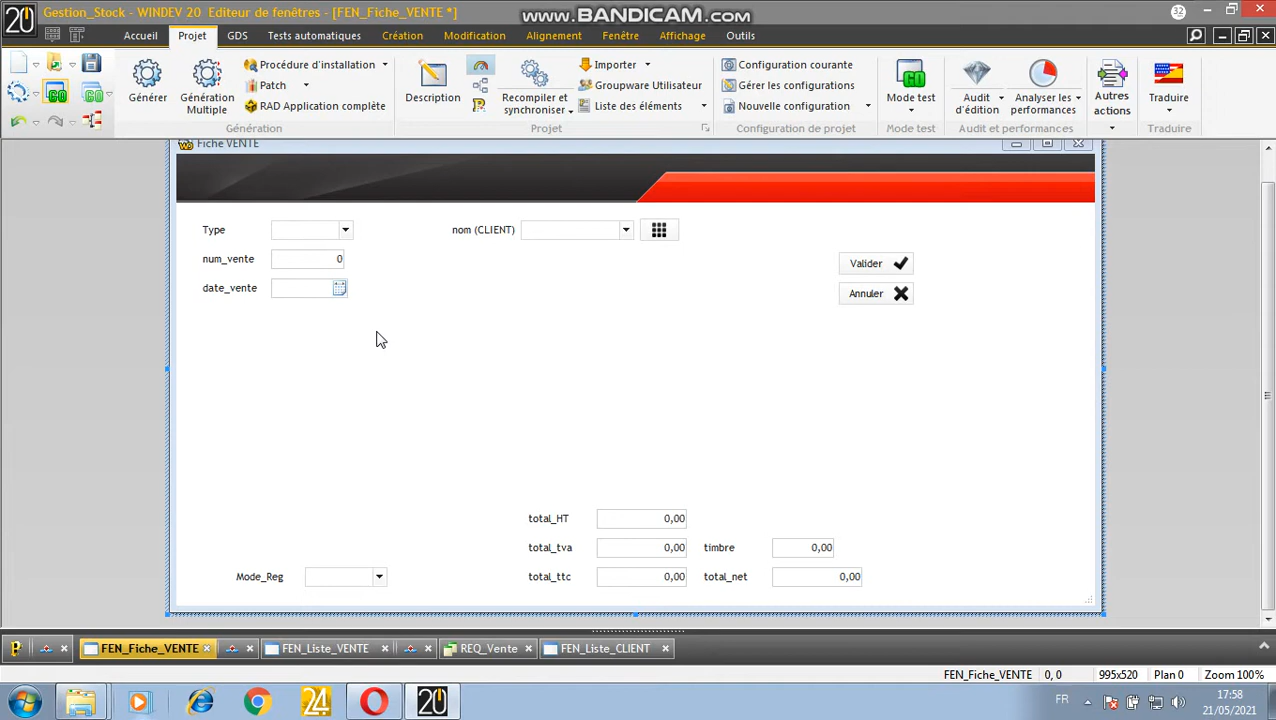 Gestion_Stock - WINDEV 20 Editeur de fenêtres - [FEN_Fiche_VENTE *]
www.BANDICAM.com
32
20
Accueil Projet GDS Tests automatiques Création Modification Alignement Fenêtre Affichage Outils
Générer
Génération Multiple
Procédure d'installation
Patch
RAD Application complète
Génération
Description
Recompiler et synchroniser
Importer
Groupware Utilisateur
Liste des éléments
Projet
Configuration courante
Gérer les configurations
Nouvelle configuration
Configuration de projet
GO
Mode test
Mode test
Audit d'édition
Analyser les performances
Audit et performances
Autres actions
Traduire
Traduire
Fiche VENTE
Type
nom (CLIENT)
num_vente 0
Valider
date_vente
Annuler
total_HT 0,00
total_tva 0,00 timbre 0,00
Mode_Reg total_ttc 0,00 total_net 0,00
FEN_Fiche_VENTE FEN_Liste_VENTE REQ_Vente FEN_Liste_CLIENT
FEN_Fiche_VENTE 0, 0 995x520 Plan 0 Zoom 100%
24
20
FR
17:58
21/05/2021